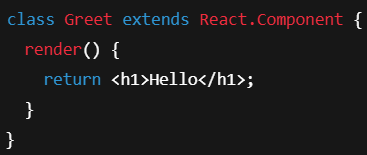 class Greet extends React.Component {
  render() {
    return <h1>Hello</h1>;
  }
}